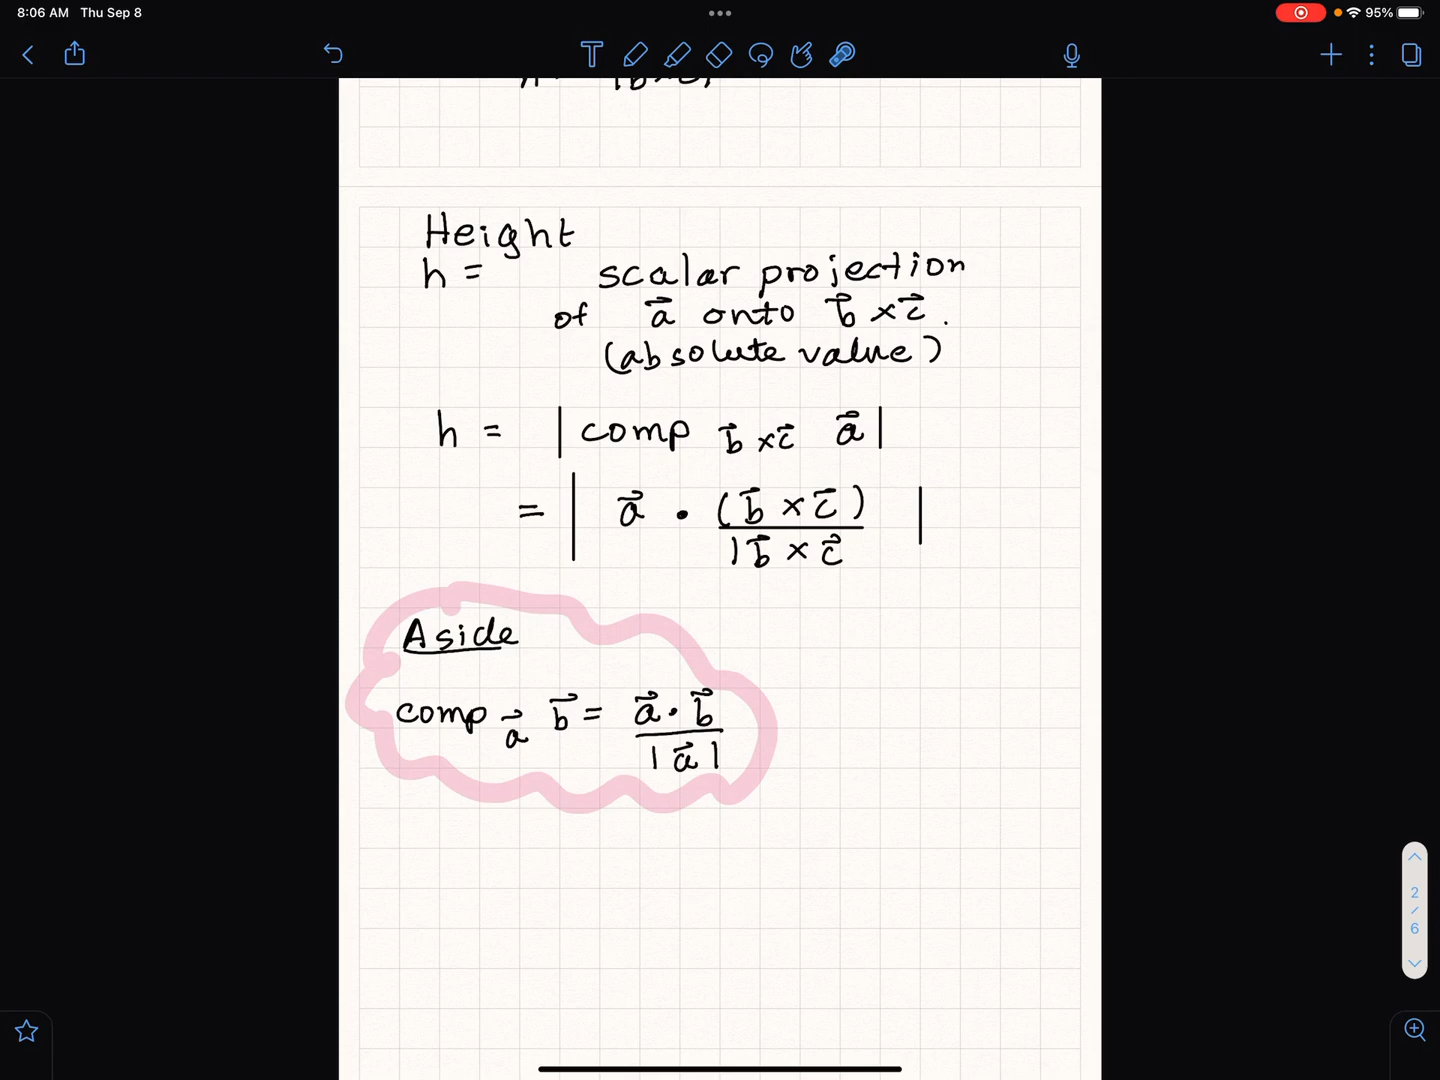 8:06 AM Thu Sep 8
95%
T
Height
h = scalar projection
of a⃗ onto b⃗ × c⃗.
(absolute value)
h = | comp b⃗ × c⃗ a⃗ |
= | a⃗ · (b⃗ × c⃗)
|b⃗ × c⃗ |
Aside
comp a⃗ b⃗ = a⃗ · b⃗
| a⃗ |
2
/
6